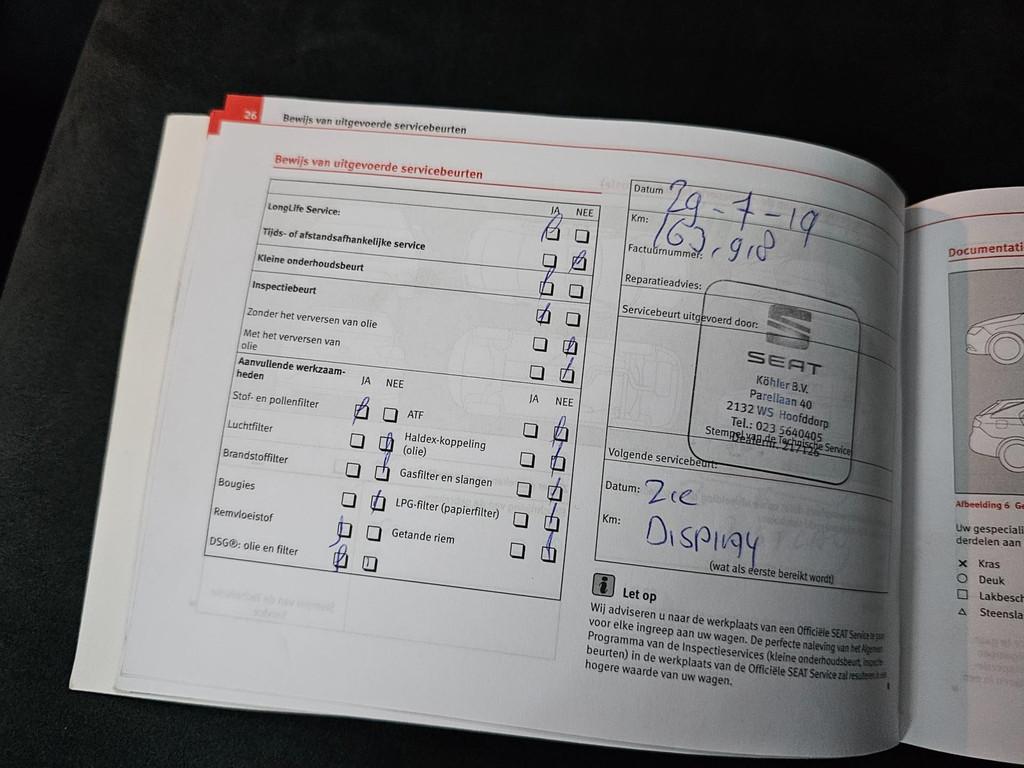 26 Bewijs van uitgevoerde servicebeurten
Bewijs van uitgevoerde servicebeurten
JA NEE
LongLife Service:
Tijds- of afstandsafhankelijke service
Kleine onderhoudsbeurt
Inspectiebeurt
Zonder het verversen van olie
Met het verversen van
olie
Aanvullende werkzaam-
heden
JA NEE
JA NEE
Stof- en pollenfilter
ATF
Luchtfilter
Haldex-koppeling
(olie)
Brandstoffilter
Gasfilter en slangen
Bougies
LPG-filter (papierfilter)
Remvloeistof
Getande riem
DSG®: olie en filter
Datum 29-7-19
Km: 163.918
Factuurnummer:
Reparatieadvies:
Servicebeurt uitgevoerd door:
SEAT
Köhler B.V.
Parellaan 40
2132 WS Hoofddorp
Tel.: 023 5640405
Stempel van de Technische Service
Dealernr. 217126
Volgende servicebeurt:
Datum: Zie
Km: Display
(wat als eerste bereikt wordt)
i Let op
Wij adviseren u naar de werkplaats van een Officiële SEAT Service te gaan
voor elke ingreep aan uw wagen. De perfecte naleving van het Algemeen
Programma van de Inspectieservices (kleine onderhoudsbeurt, inspectie-
beurten) in de werkplaats van de Officiële SEAT Service zal resulteren in een
hogere waarde van uw wagen.
Documentati
Afbeelding 6 Ge
Uw gespeciali
derdelen aan
Kras
Deuk
Lakbesch
Steensla